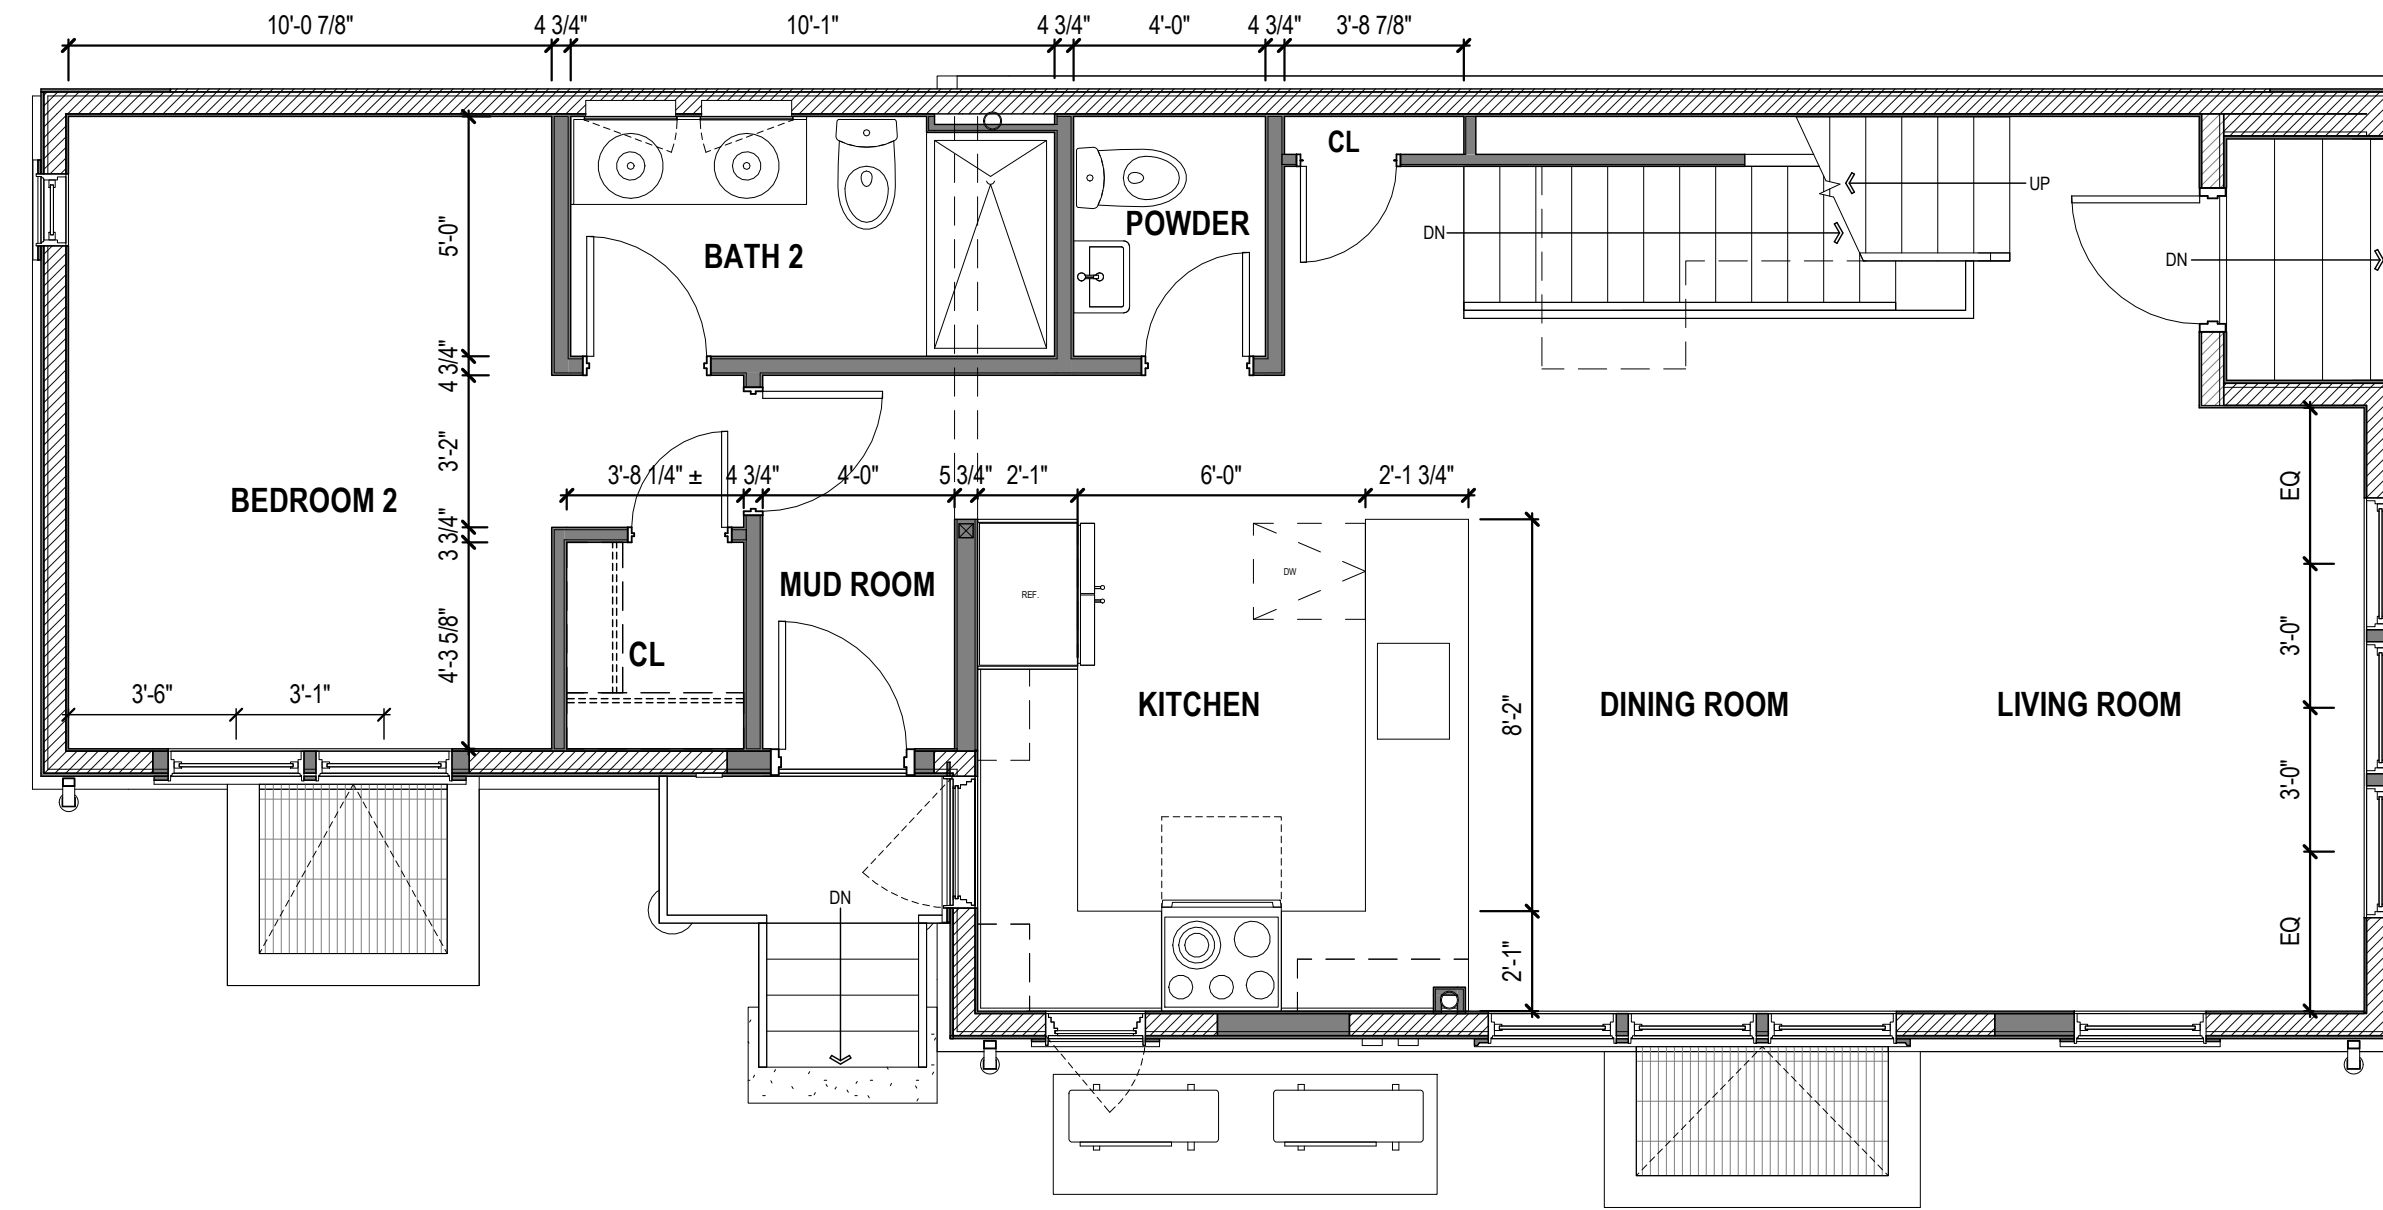 10'-0 7/8"
4 3/4"
10'-1"
4 3/4"
4'-0"
4 3/4"
3'-8 7/8"
CL
UP
POWDER
DN
BATH 2
DN
5'-0"
4 3/4"
3'-2"
3 3/4"
4'-3 5/8"
BEDROOM 2
3'-8 1/4" ±
4 3/4"
4'-0"
5 3/4"
2'-1"
6'-0"
2'-1 3/4"
EQ
DW
MUD ROOM
REF.
3'-0"
CL
3'-6"
3'-1"
KITCHEN
8'-2"
DINING ROOM
LIVING ROOM
3'-0"
DN
EQ
2'-1"